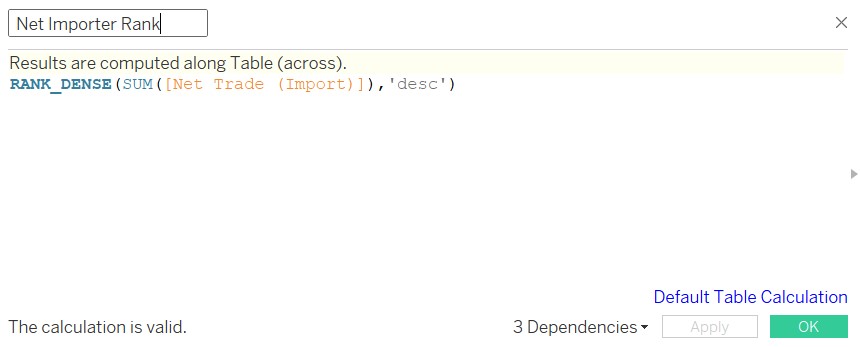 Net Importer Rank
Results are computed along Table (across).
RANK_DENSE(SUM([Net Trade (Import)]),'desc')
Default Table Calculation
The calculation is valid.
3 Dependencies
Apply
OK